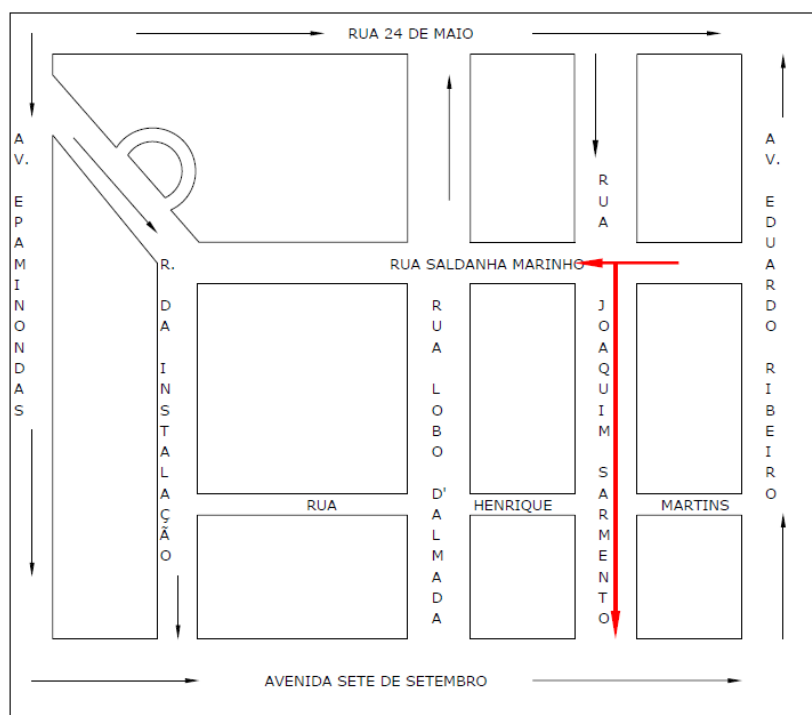 RUA 24 DE MAIO
AV. EPAMINONDAS
R. DA INSTALAÇÃO
RUA SALDANHA MARINHO
RUA LOBO D'ALMADA
RUA JOAQUIM SARMENTO
AV. EDUARDO RIBEIRO
RUA HENRIQUE MARTINS
AVENIDA SETE DE SETEMBRO